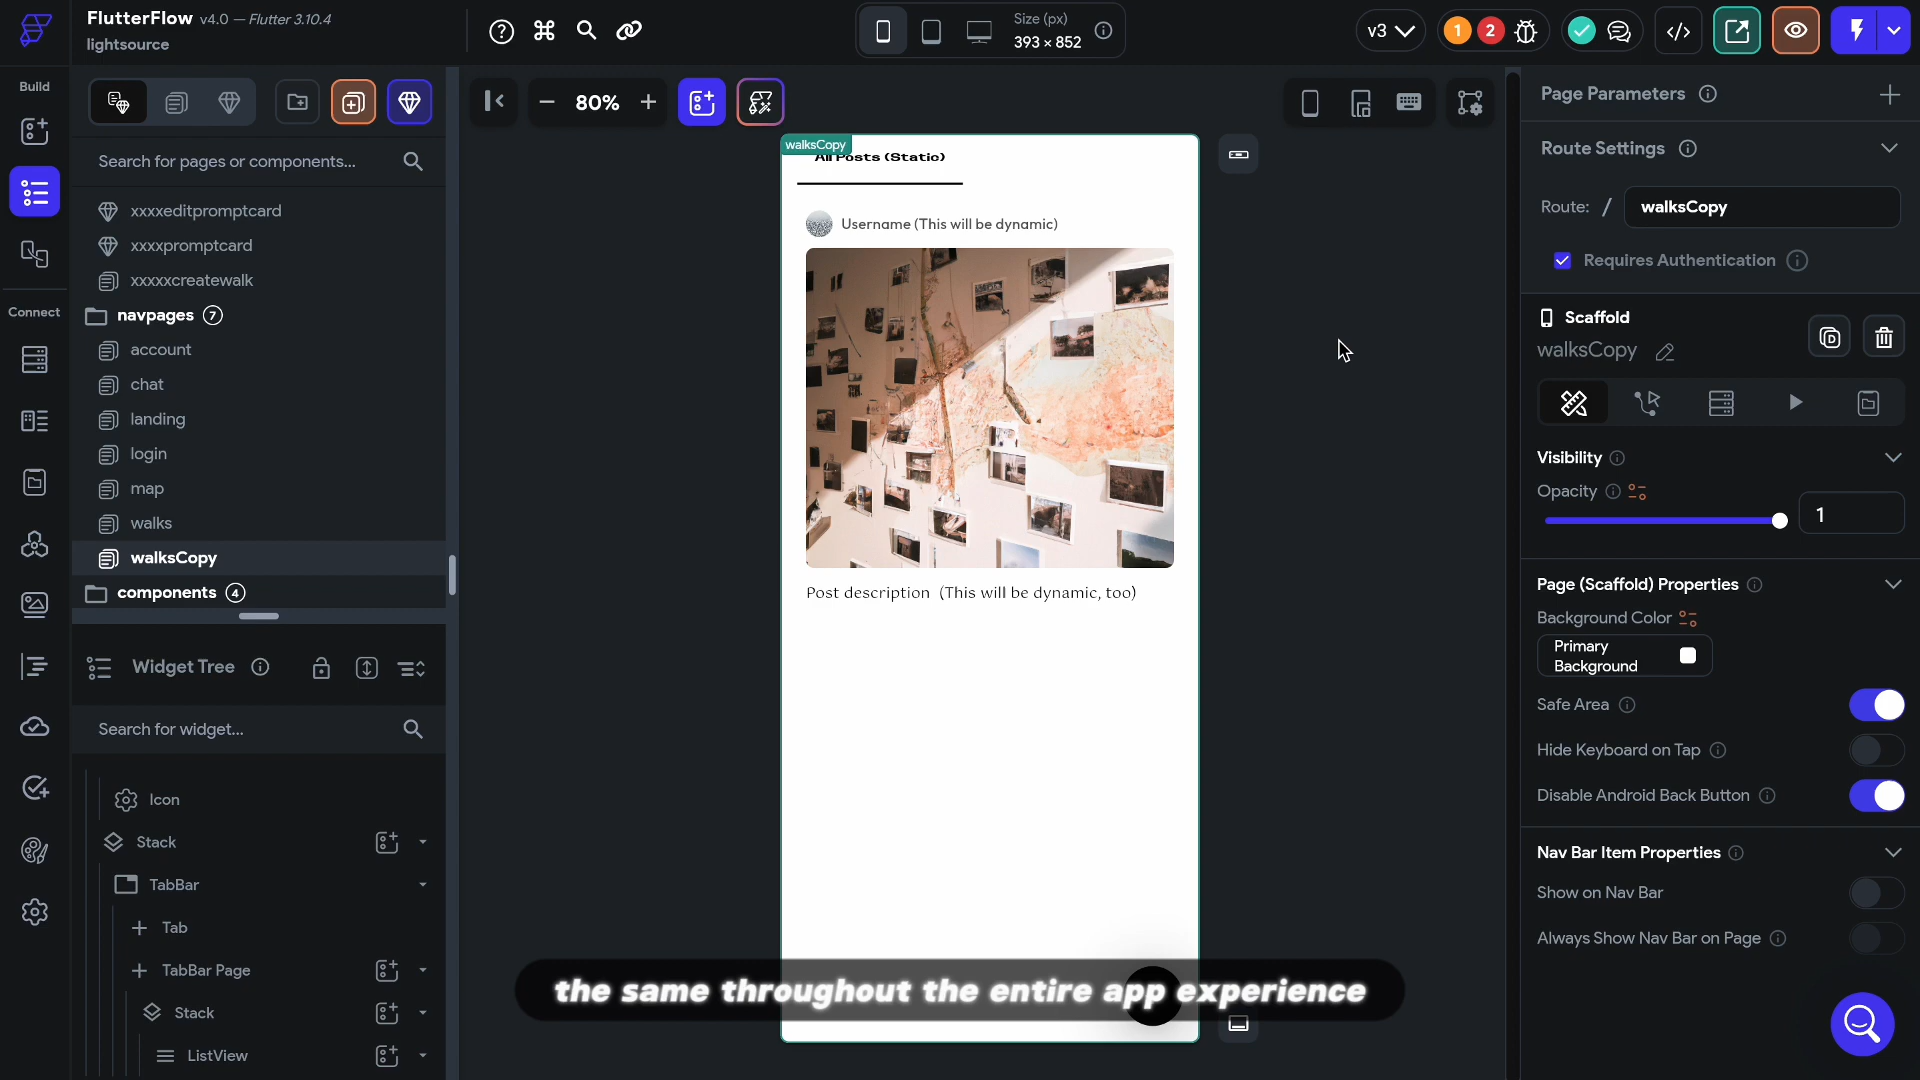 FlutterFlow v4.0 — Flutter 3.10.4
lightsource
Size (px)
393 × 852
v3
1
2
Build
Connect
Search for pages or components...
xxxxeditpromptcard
xxxxpromptcard
xxxxxcreatewalk
navpages 7
account
chat
landing
login
map
walks
walksCopy
components 4
Widget Tree
Search for widget...
Icon
Stack
TabBar
Tab
TabBar Page
Stack
ListView
80%
walksCopy
All Posts (Static)
Username (This will be dynamic)
Post description (This will be dynamic, too)
the same throughout the entire app experience
Page Parameters
Route Settings
Route: / walksCopy
Requires Authentication
Scaffold
walksCopy
Visibility
Opacity
1
Page (Scaffold) Properties
Background Color
Primary
Background
Safe Area
Hide Keyboard on Tap
Disable Android Back Button
Nav Bar Item Properties
Show on Nav Bar
Always Show Nav Bar on Page